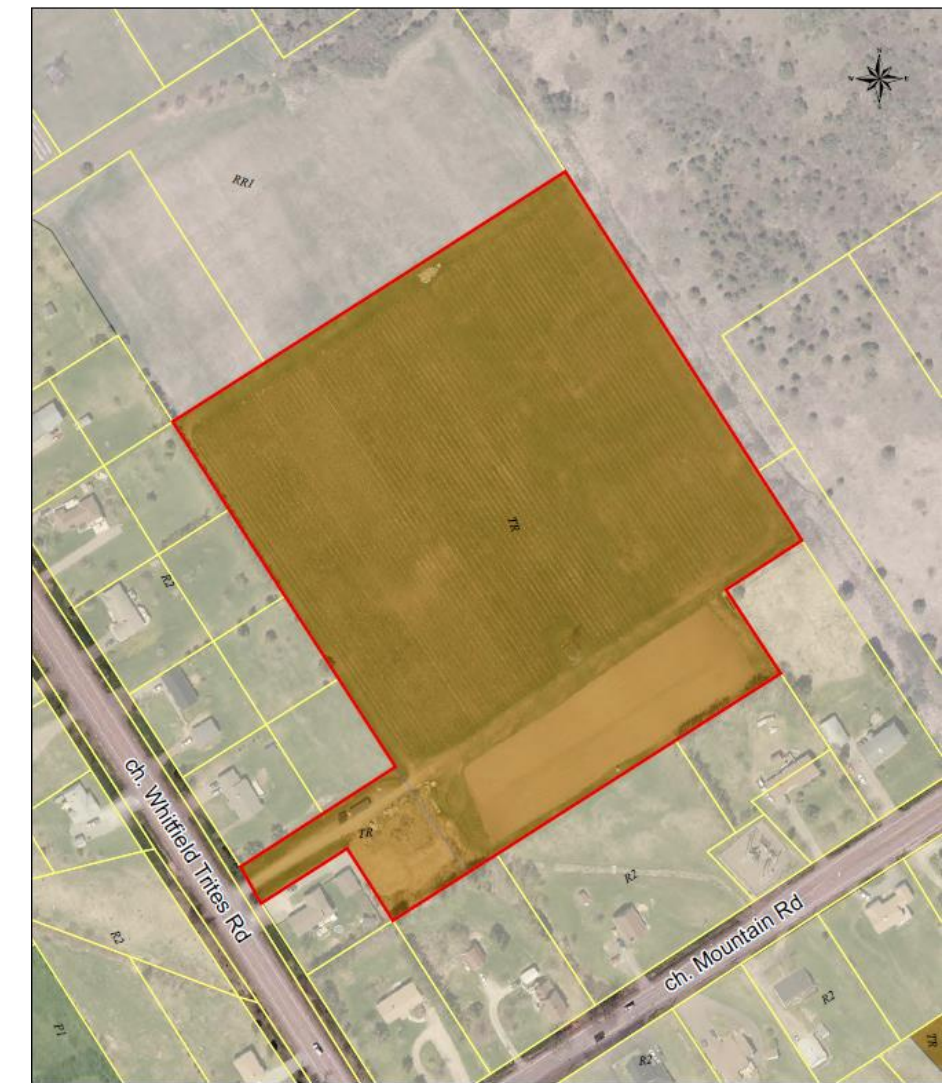 N
W
E
RR1
TR
R2
TR
ch. Whitfield Trites Rd
R2
R2
ch. Mountain Rd
R2
P1
R2
TR